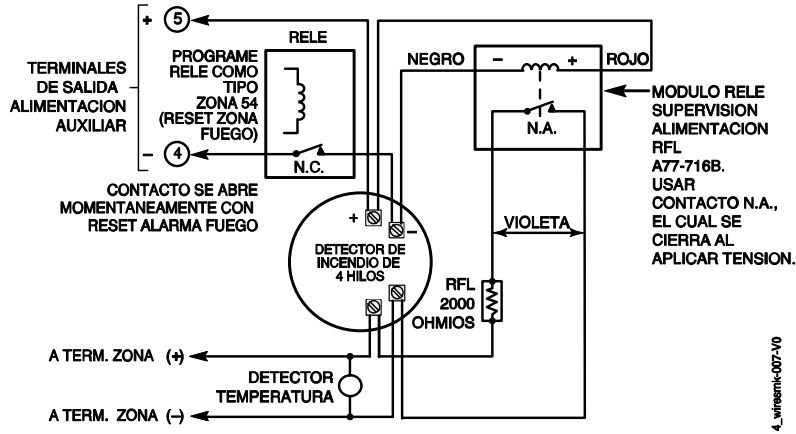 + 5
TERMINALES
DE SALIDA
ALIMENTACION
AUXILIAR
- 4
RELE
PROGRAME
RELE COMO
TIPO
ZONA 54
(RESET ZONA
FUEGO)
N.C.
CONTACTO SE ABRE
MOMENTANEAMENTE CON
RESET ALARMA FUEGO
NEGRO
- +
ROJO
N.A.
MODULO RELE
SUPERVISION
ALIMENTACION
RFL
A77-716B.
USAR
CONTACTO N.A.,
EL CUAL SE
CIERRA AL
APLICAR TENSION.
VIOLETA
+ -
DETECTOR DE
INCENDIO DE
4 HILOS
RFL
2000
OHMIOS
A TERM. ZONA (+)
DETECTOR
TEMPERATURA
A TERM. ZONA (-)
4_wiresmk-007-V0